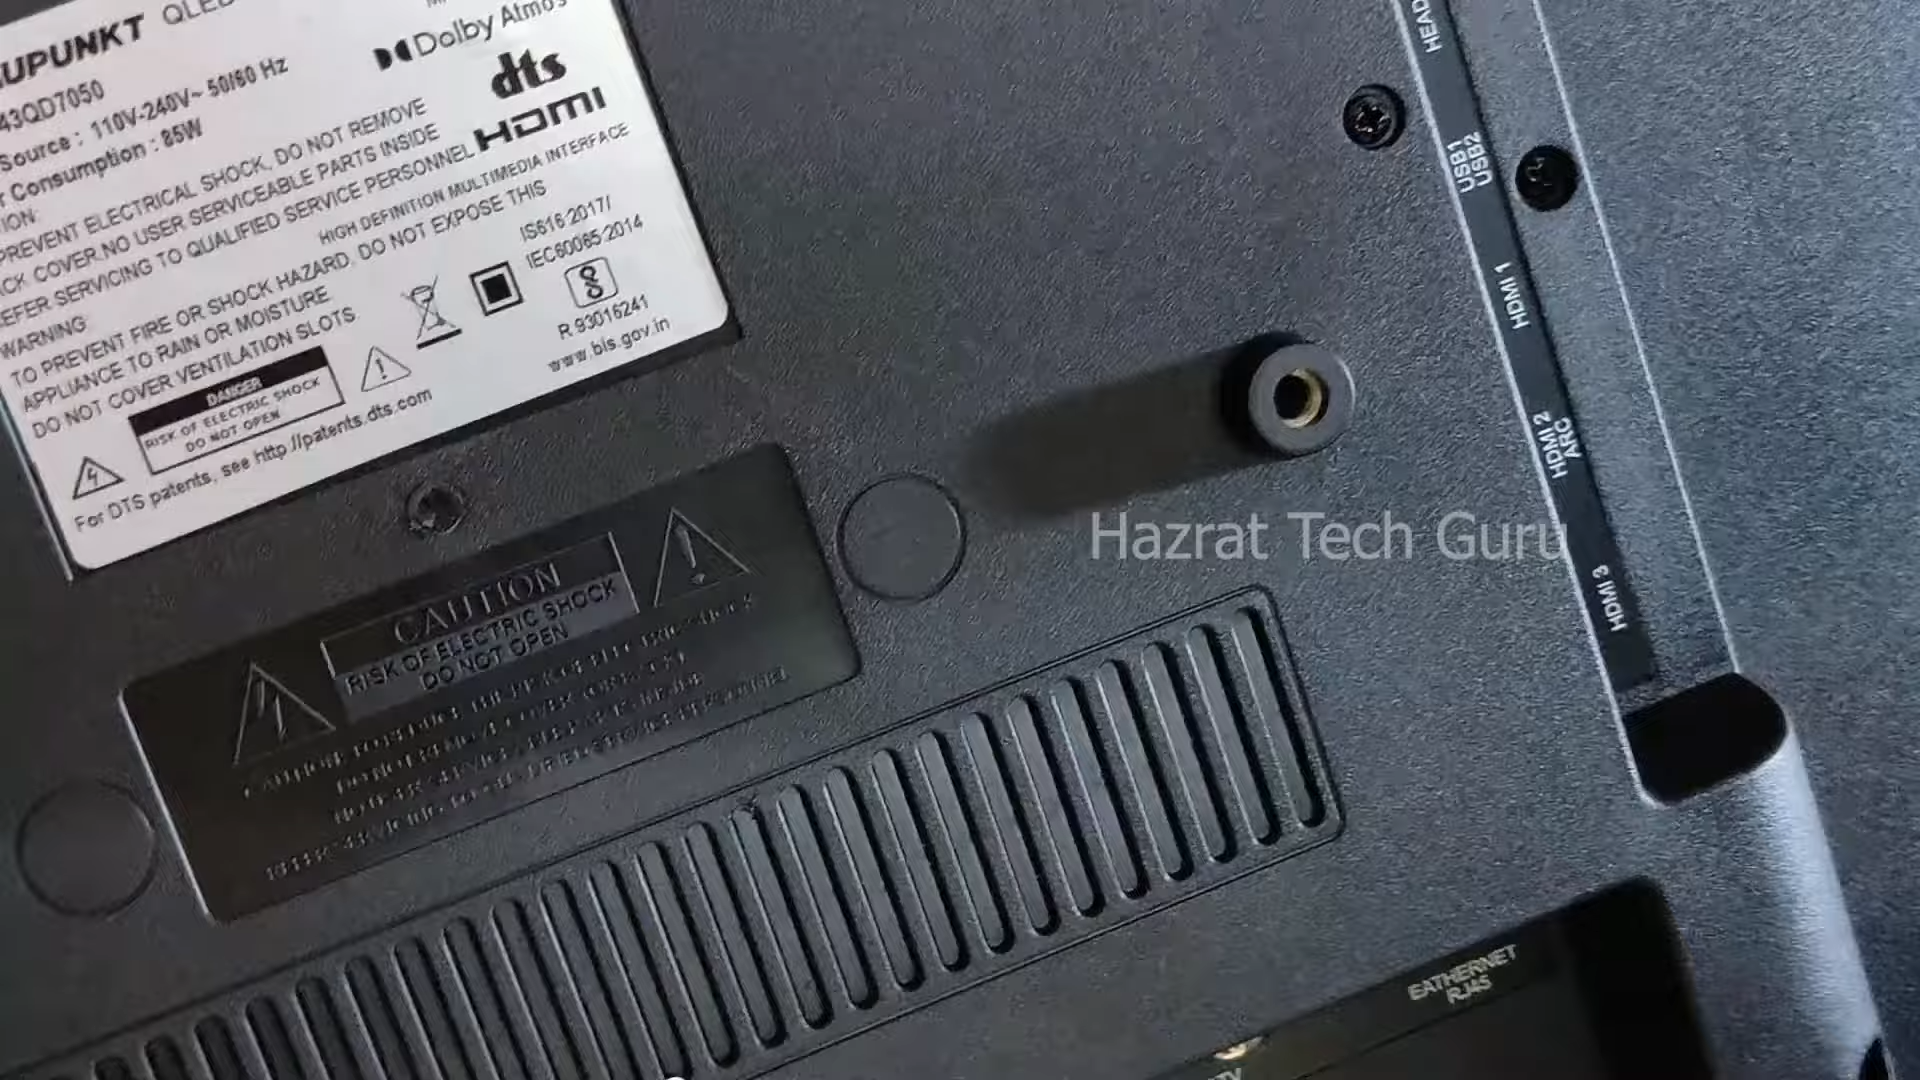 UPUNKT QLED
43QD7050
Source : 110V-240V~ 50/60 Hz
Consumption : 85W
Dolby Atmos
dts
HDMI
HIGH DEFINITION MULTIMEDIA INTERFACE
PREVENT ELECTRICAL SHOCK, DO NOT REMOVE
CK COVER.NO USER SERVICEABLE PARTS INSIDE
EFER SERVICING TO QUALIFIED SERVICE PERSONNEL
WARNING:
TO PREVENT FIRE OR SHOCK HAZARD, DO NOT EXPOSE THIS
APPLIANCE TO RAIN OR MOISTURE
DO NOT COVER VENTILATION SLOTS
IS616:2017/
IEC60065:2014
R.93016241
www.bis.gov.in
DANGER
RISK OF ELECTRIC SHOCK
DO NOT OPEN
For DTS patents, see http://patents.dts.com
CAUTION
RISK OF ELECTRIC SHOCK
DO NOT OPEN
HEAD
USB1
USB2
HDMI 1
HDMI 2
ARC
HDMI 3
Hazrat Tech Guru
EATHERNET
RJ45